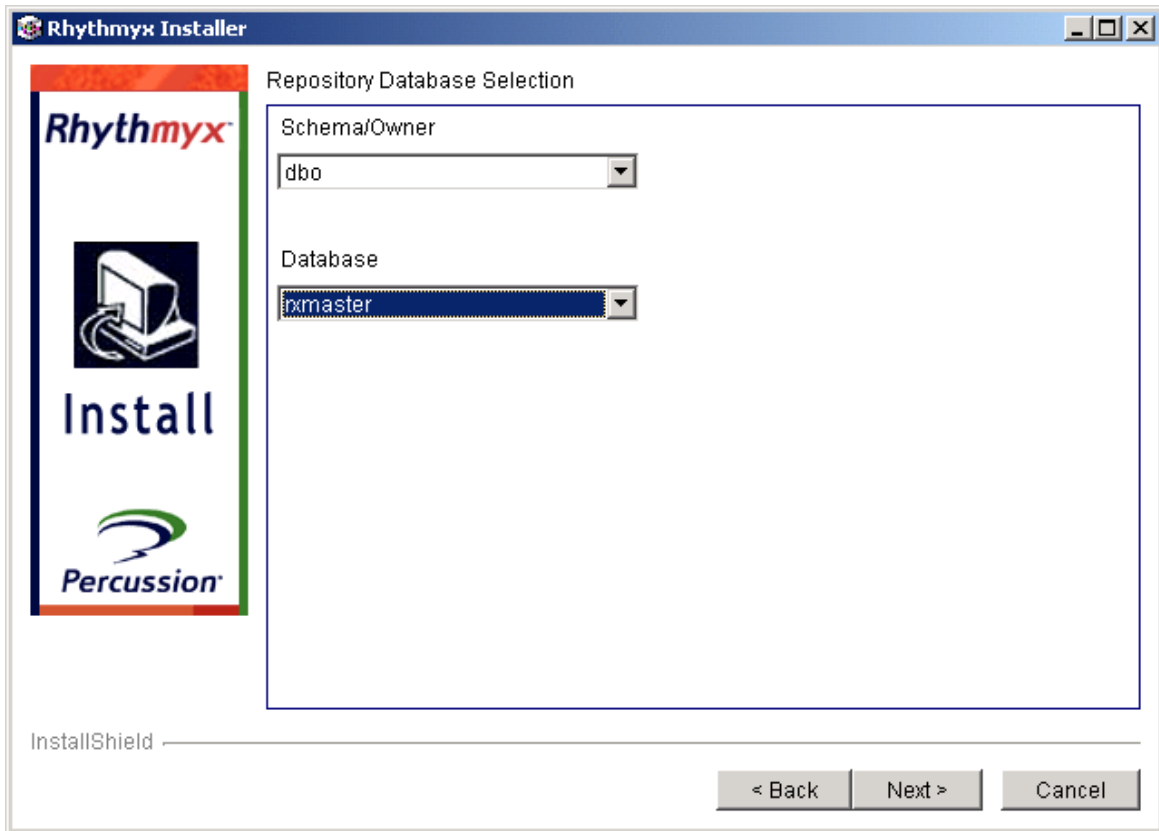 Rhythmyx Installer
Rhythmyx
Install
Percussion
Repository Database Selection
Schema/Owner
dbo
Database
rxmaster
InstallShield
< Back
Next >
Cancel